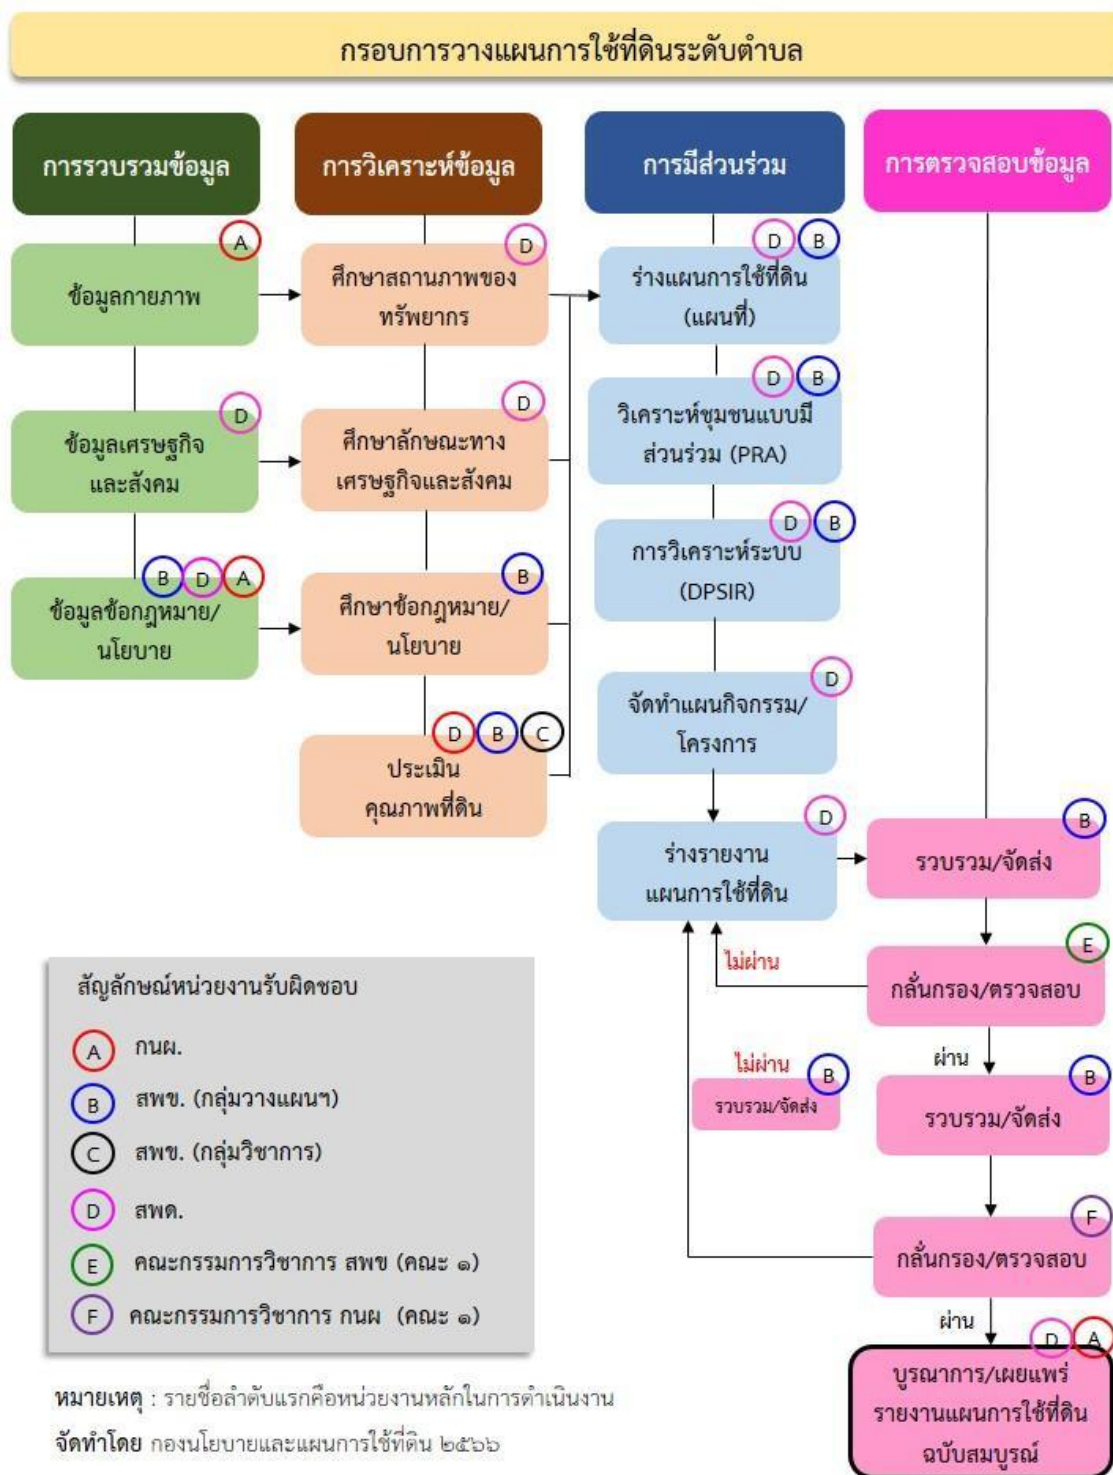 กรอบการวางแผนการใช้ที่ดินระดับตำบล
การรวบรวมข้อมูล
การวิเคราะห์ข้อมูล
การมีส่วนร่วม
การตรวจสอบข้อมูล
A
ข้อมูลกายภาพ
D
ข้อมูลเศรษฐกิจ
และสังคม
B D A
ข้อมูลข้อกฎหมาย/
นโยบาย
D
ศึกษาสถานภาพของ
ทรัพยากร
D
ศึกษาลักษณะทาง
เศรษฐกิจและสังคม
B
ศึกษาข้อกฎหมาย/
นโยบาย
D B C
ประเมิน
คุณภาพที่ดิน
D B
ร่างแผนการใช้ที่ดิน
(แผนที่)
D B
วิเคราะห์ชุมชนแบบมี
ส่วนร่วม (PRA)
D B
การวิเคราะห์ระบบ
(DPSIR)
D
จัดทำแผนกิจกรรม/
โครงการ
D
ร่างรายงาน
แผนการใช้ที่ดิน
B
รวบรวม/จัดส่ง
E
กลั่นกรอง/ตรวจสอบ
ไม่ผ่าน
ผ่าน
B
รวบรวม/จัดส่ง
ไม่ผ่าน
B
รวบรวม/จัดส่ง
F
กลั่นกรอง/ตรวจสอบ
ผ่าน
D A
บูรณาการ/เผยแพร่
รายงานแผนการใช้ที่ดิน
ฉบับสมบูรณ์
สัญลักษณ์หน่วยงานรับผิดชอบ
A กนผ.
B สพข. (กลุ่มวางแผนฯ)
C สพข. (กลุ่มวิชาการ)
D สพด.
E คณะกรรมการวิชาการ สพข (คณะ ๑)
F คณะกรรมการวิชาการ กนผ (คณะ ๑)
หมายเหตุ : รายชื่อลำดับแรกคือหน่วยงานหลักในการดำเนินงาน
จัดทำโดย กองนโยบายและแผนการใช้ที่ดิน ๒๕๖๖